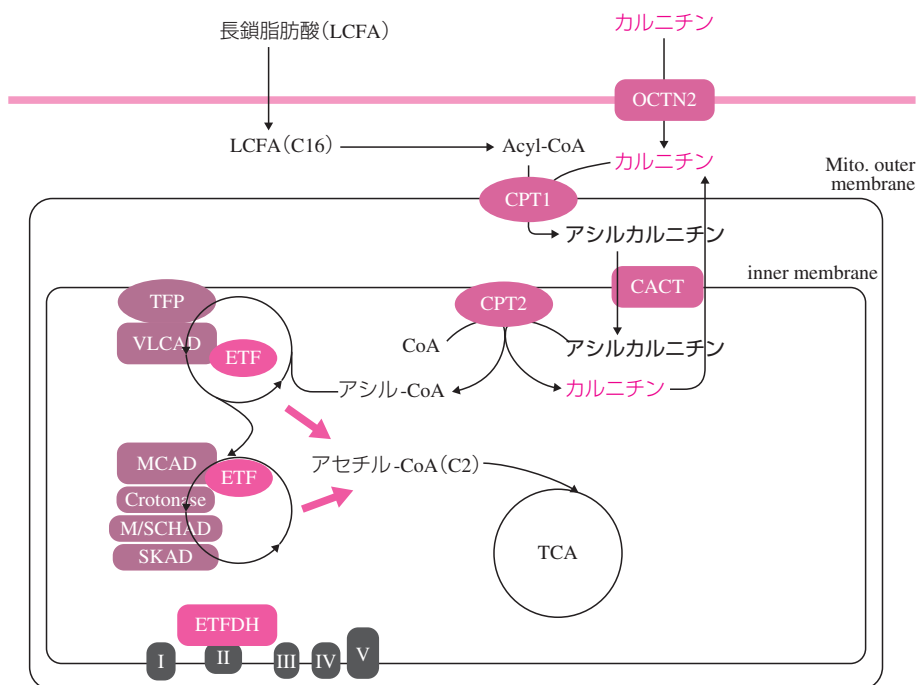 長鎖脂肪酸(LCFA)
カルニチン
OCTN2
LCFA(C16)
Acyl-CoA
カルニチン
Mito. outer
membrane
CPT1
アシルカルニチン
inner membrane
TFP
CPT2
CACT
VLCAD
ETF
CoA
アシルカルニチン
アシル-CoA
カルニチン
MCAD
ETF
アセチル-CoA(C2)
Crotonase
M/SCHAD
SKAD
TCA
ETFDH
I
II
III
IV
V